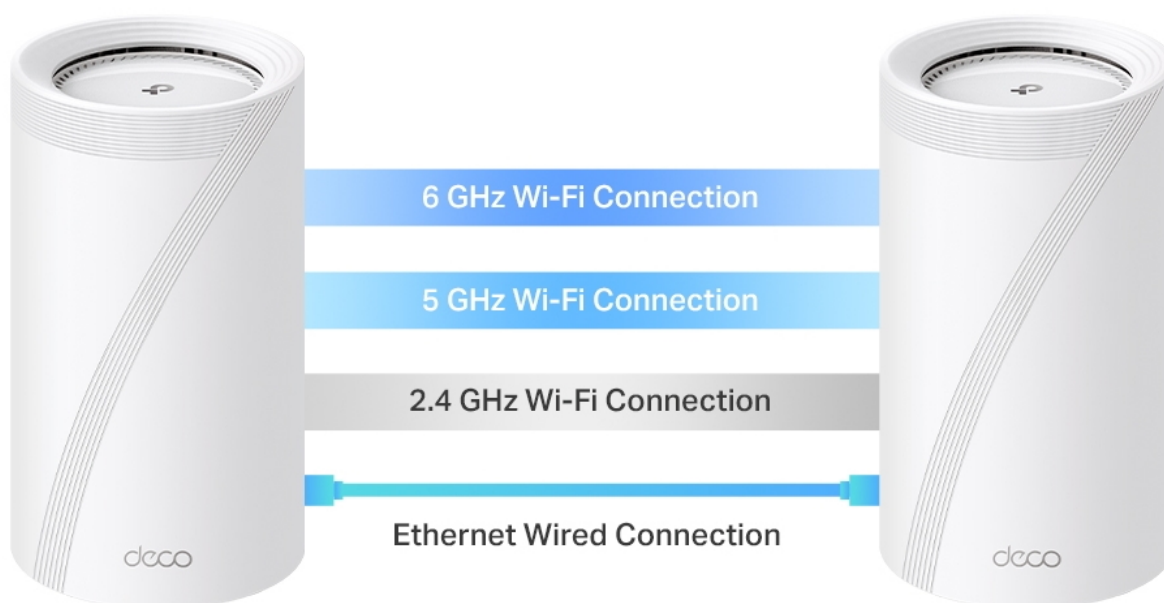 6 GHz Wi-Fi Connection
5 GHz Wi-Fi Connection
2.4 GHz Wi-Fi Connection
Ethernet Wired Connection
deco
deco